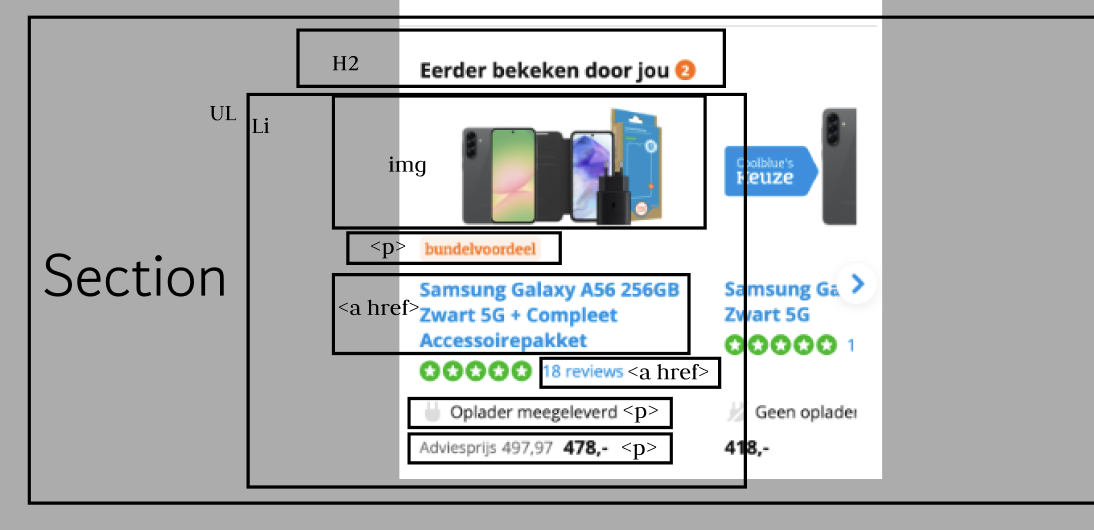 H2
Eerder bekeken door jou 2
UL
Li
img
Coolblue's
Keuze
<p>
bundelvoordeel
Section
<a href>
Samsung Galaxy A56 256GB
Zwart 5G + Compleet
Accessoirepakket
Samsung Ga
Zwart 5G
18 reviews <a href>
1
Oplader meegeleverd <p>
Geen oplader
Adviesprijs 497,97 478,- <p>
418,-